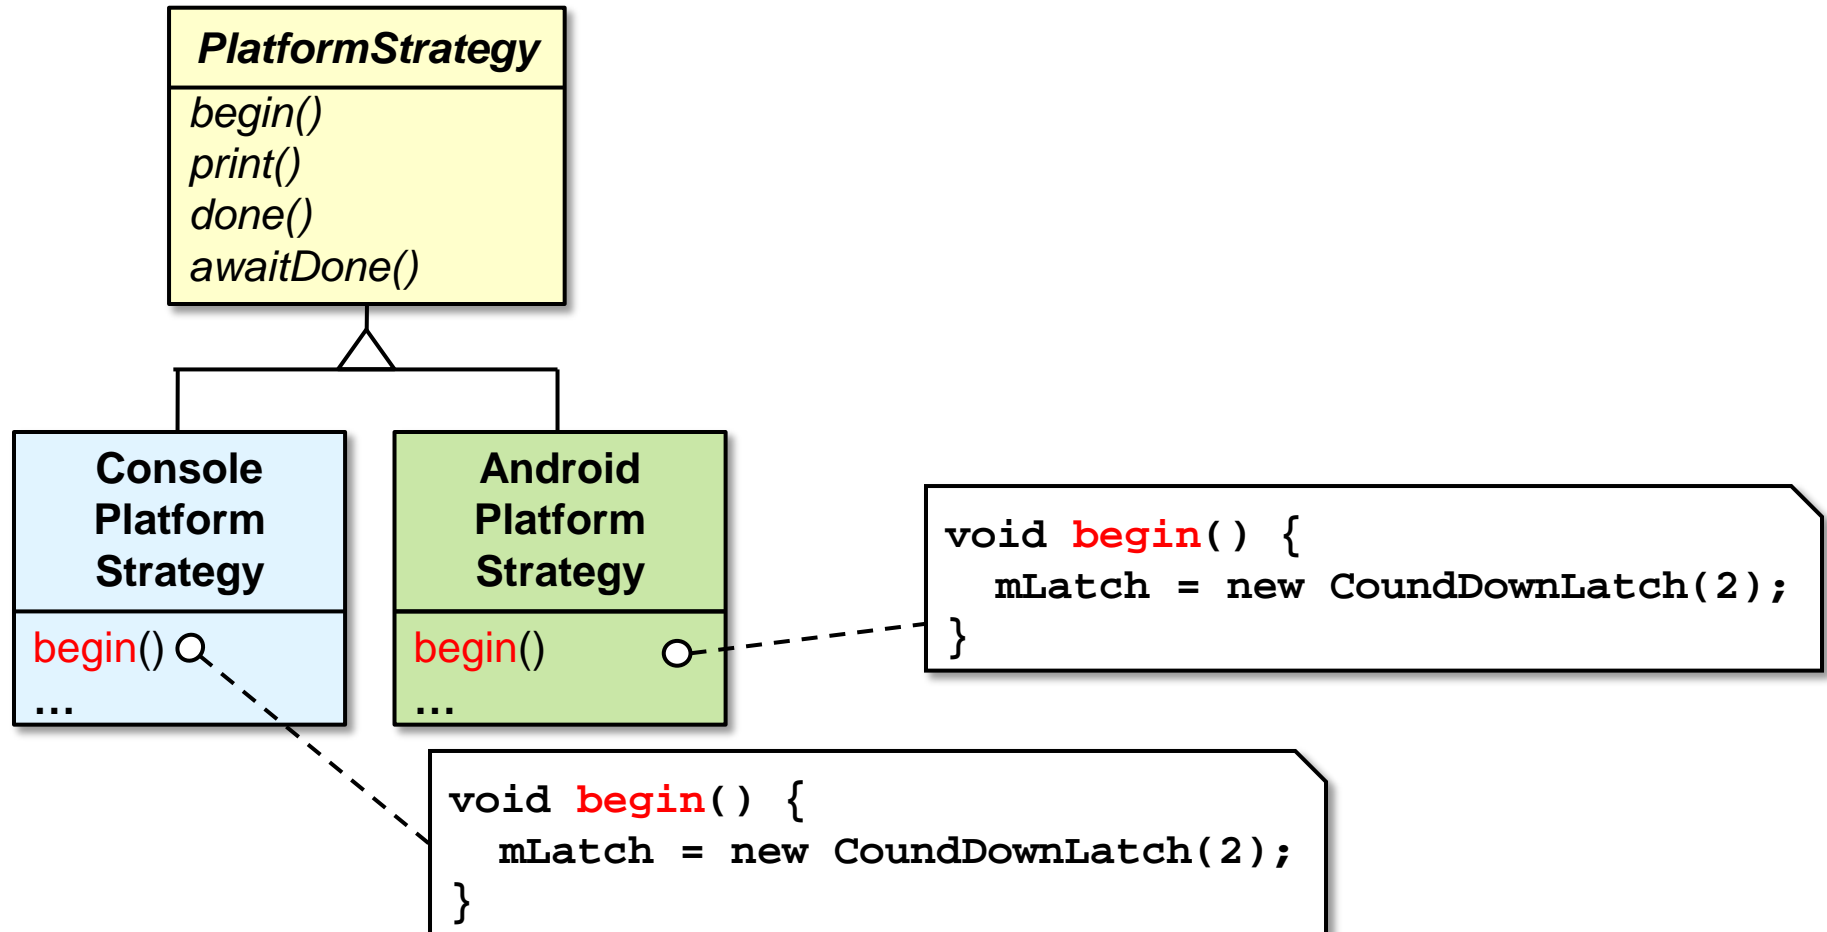 PlatformStrategy
begin()
print()
done()
awaitDone()
Console
Platform
Strategy
begin()
...
Android
Platform
Strategy
begin()
...
void begin() {
mLatch = new CoundDownLatch(2);
}
void begin() {
mLatch = new CoundDownLatch(2);
}